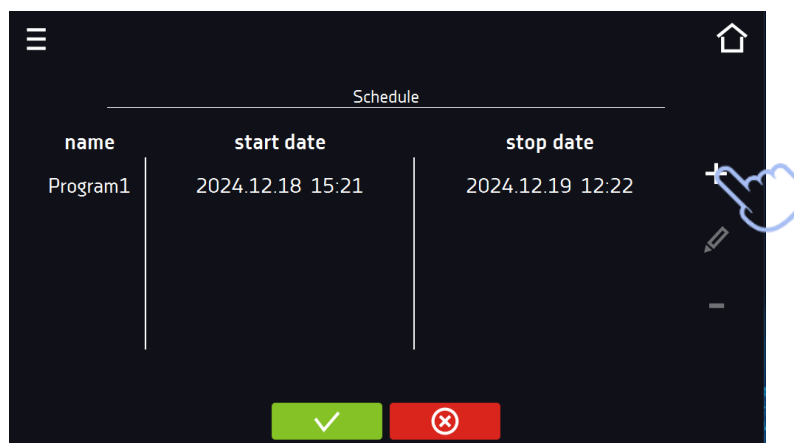 Schedule
name start date stop date
Program1 2024.12.18 15:21 2024.12.19 12:22